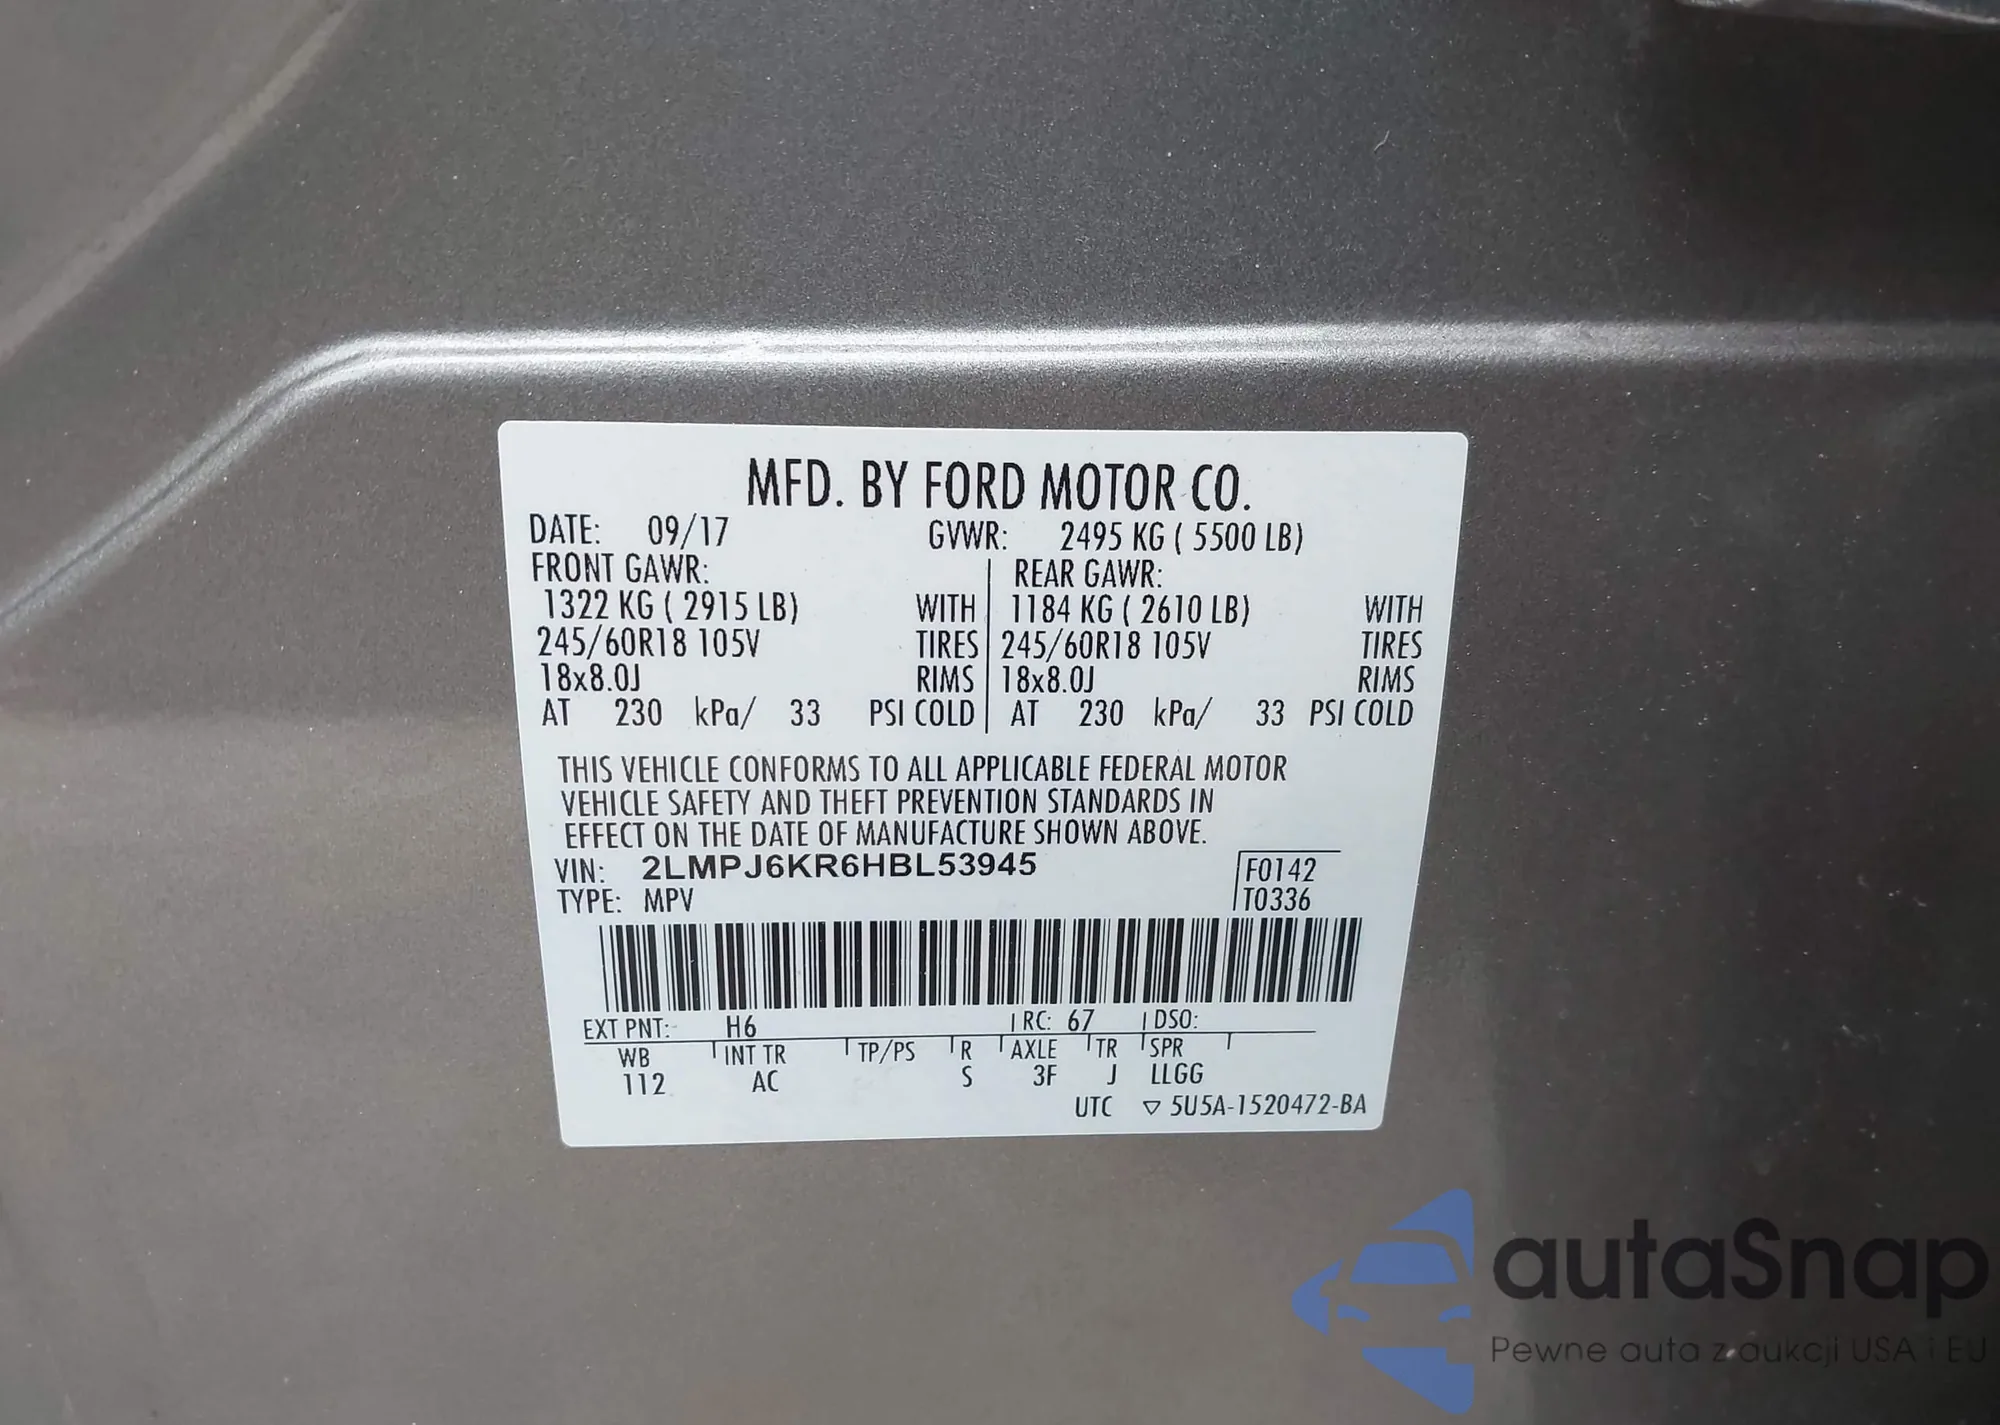 MFD. BY FORD MOTOR CO.
DATE: 09/17 GVWR: 2495 KG ( 5500 LB)
FRONT GAWR: REAR GAWR:
1322 KG ( 2915 LB) WITH 1184 KG ( 2610 LB) WITH
245/60R18 105V TIRES 245/60R18 105V TIRES
18x8.0J RIMS 18x8.0J RIMS
AT 230 kPa/ 33 PSI COLD AT 230 kPa/ 33 PSI COLD
THIS VEHICLE CONFORMS TO ALL APPLICABLE FEDERAL MOTOR
VEHICLE SAFETY AND THEFT PREVENTION STANDARDS IN
EFFECT ON THE DATE OF MANUFACTURE SHOWN ABOVE.
VIN: 2LMPJ6KR6HBL53945 F0142
TYPE: MPV T0336
EXT PNT: H6 RC: 67 DSO:
WB INT TR TP/PS R AXLE TR SPR
112 AC S 3F J LLGG
UTC ▽ 5U5A-1520472-BA
autaSnap
Pewne auta z aukcji USA i EU